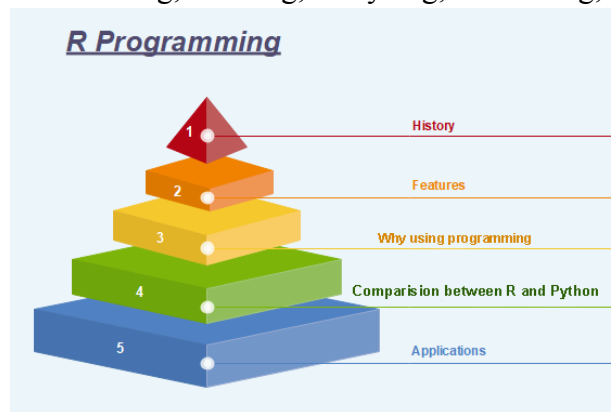 R Programming
1
History
2
Features
3
Why using programming
4
Comparision between R and Python
5
Applications